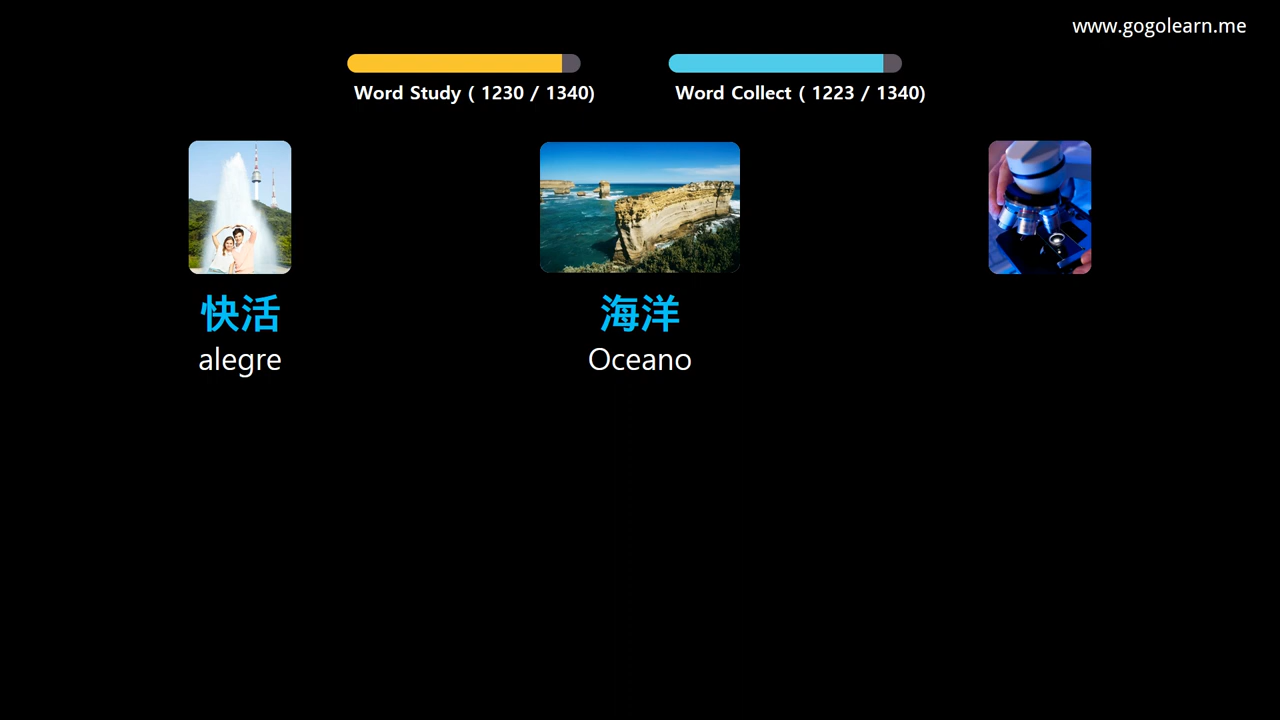 www.gogolearn.me
Word Study ( 1230 / 1340)
Word Collect ( 1223 / 1340)
快活
alegre
海洋
Oceano